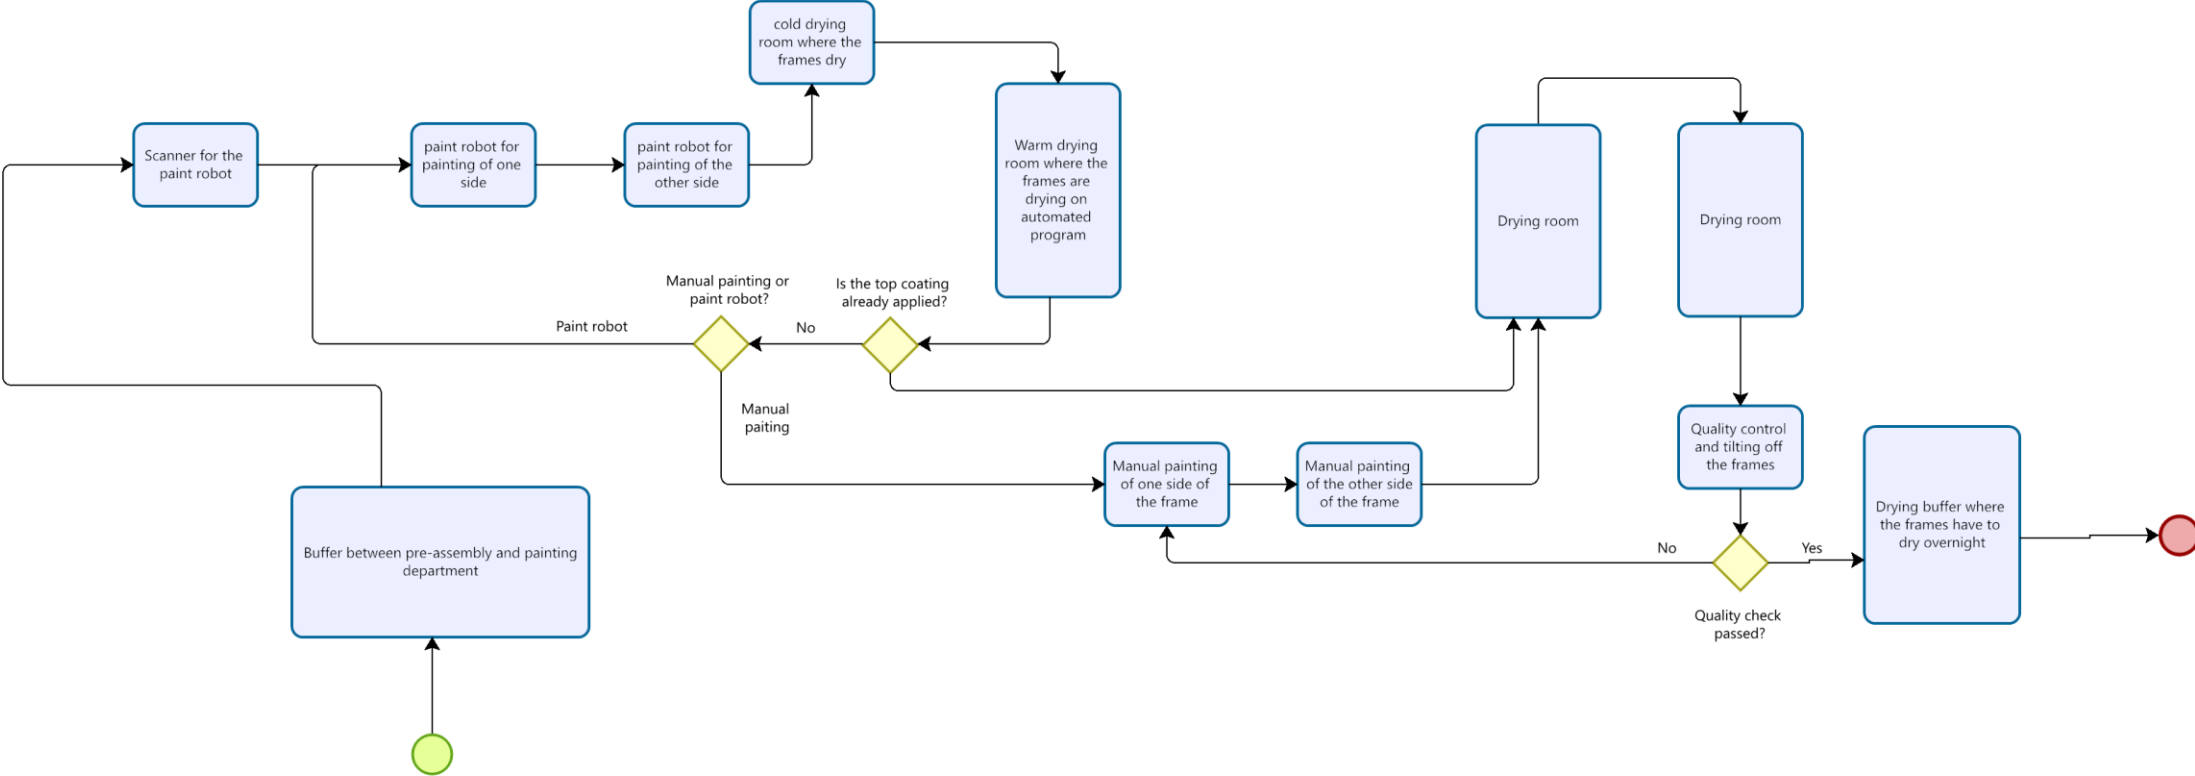 cold drying
room where the
frames dry
Scanner for the
paint robot
paint robot for
painting of one
side
paint robot for
painting of the
other side
Warm drying
room where the
frames are
drying on
automated
program
Drying room
Drying room
Manual painting or
paint robot?
Is the top coating
already applied?
Paint robot
No
Manual
paiting
Manual painting
of one side of
the frame
Manual painting
of the other side
of the frame
Quality control
and tilting off
the frames
Drying buffer where
the frames have to
dry overnight
No
Yes
Quality check
passed?
Buffer between pre-assembly and painting
department